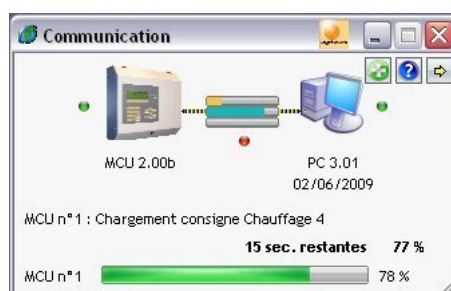 Communication
MCU 2.00b PC 3.01
02/06/2009
MCU n°1 : Chargement consigne Chauffage 4
15 sec. restantes 77 %
MCU n°1 78 %